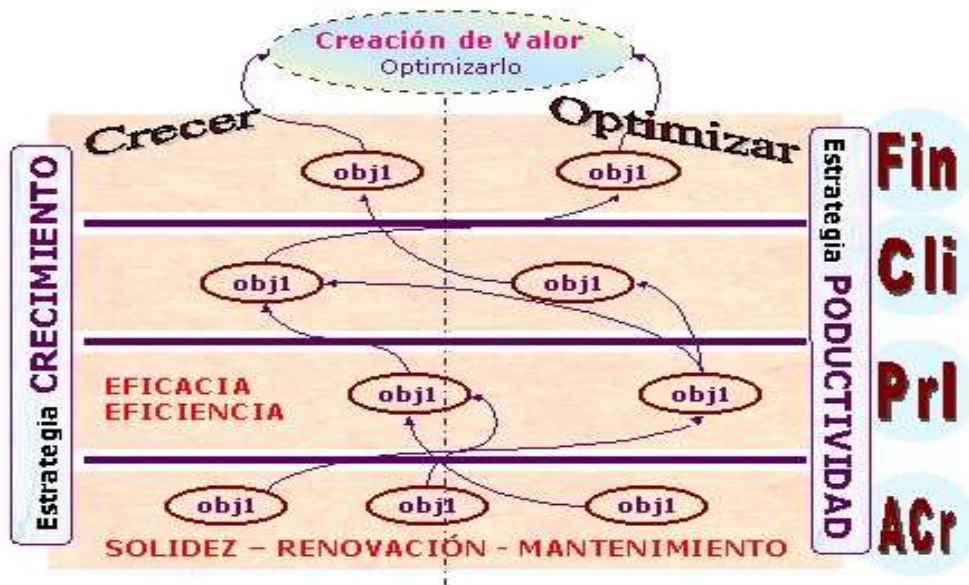 Creación de Valor
Optimizarlo
Crecer
Optimizar
Fin
obj1
obj1
Estrategia CRECIMIENTO
Estrategia PODUCTIVIDAD
Cli
obj1
obj1
EFICACIA
EFICIENCIA
obj1
obj1
PrI
obj1
obj1
obj1
ACr
SOLIDEZ – RENOVACIÓN - MANTENIMIENTO